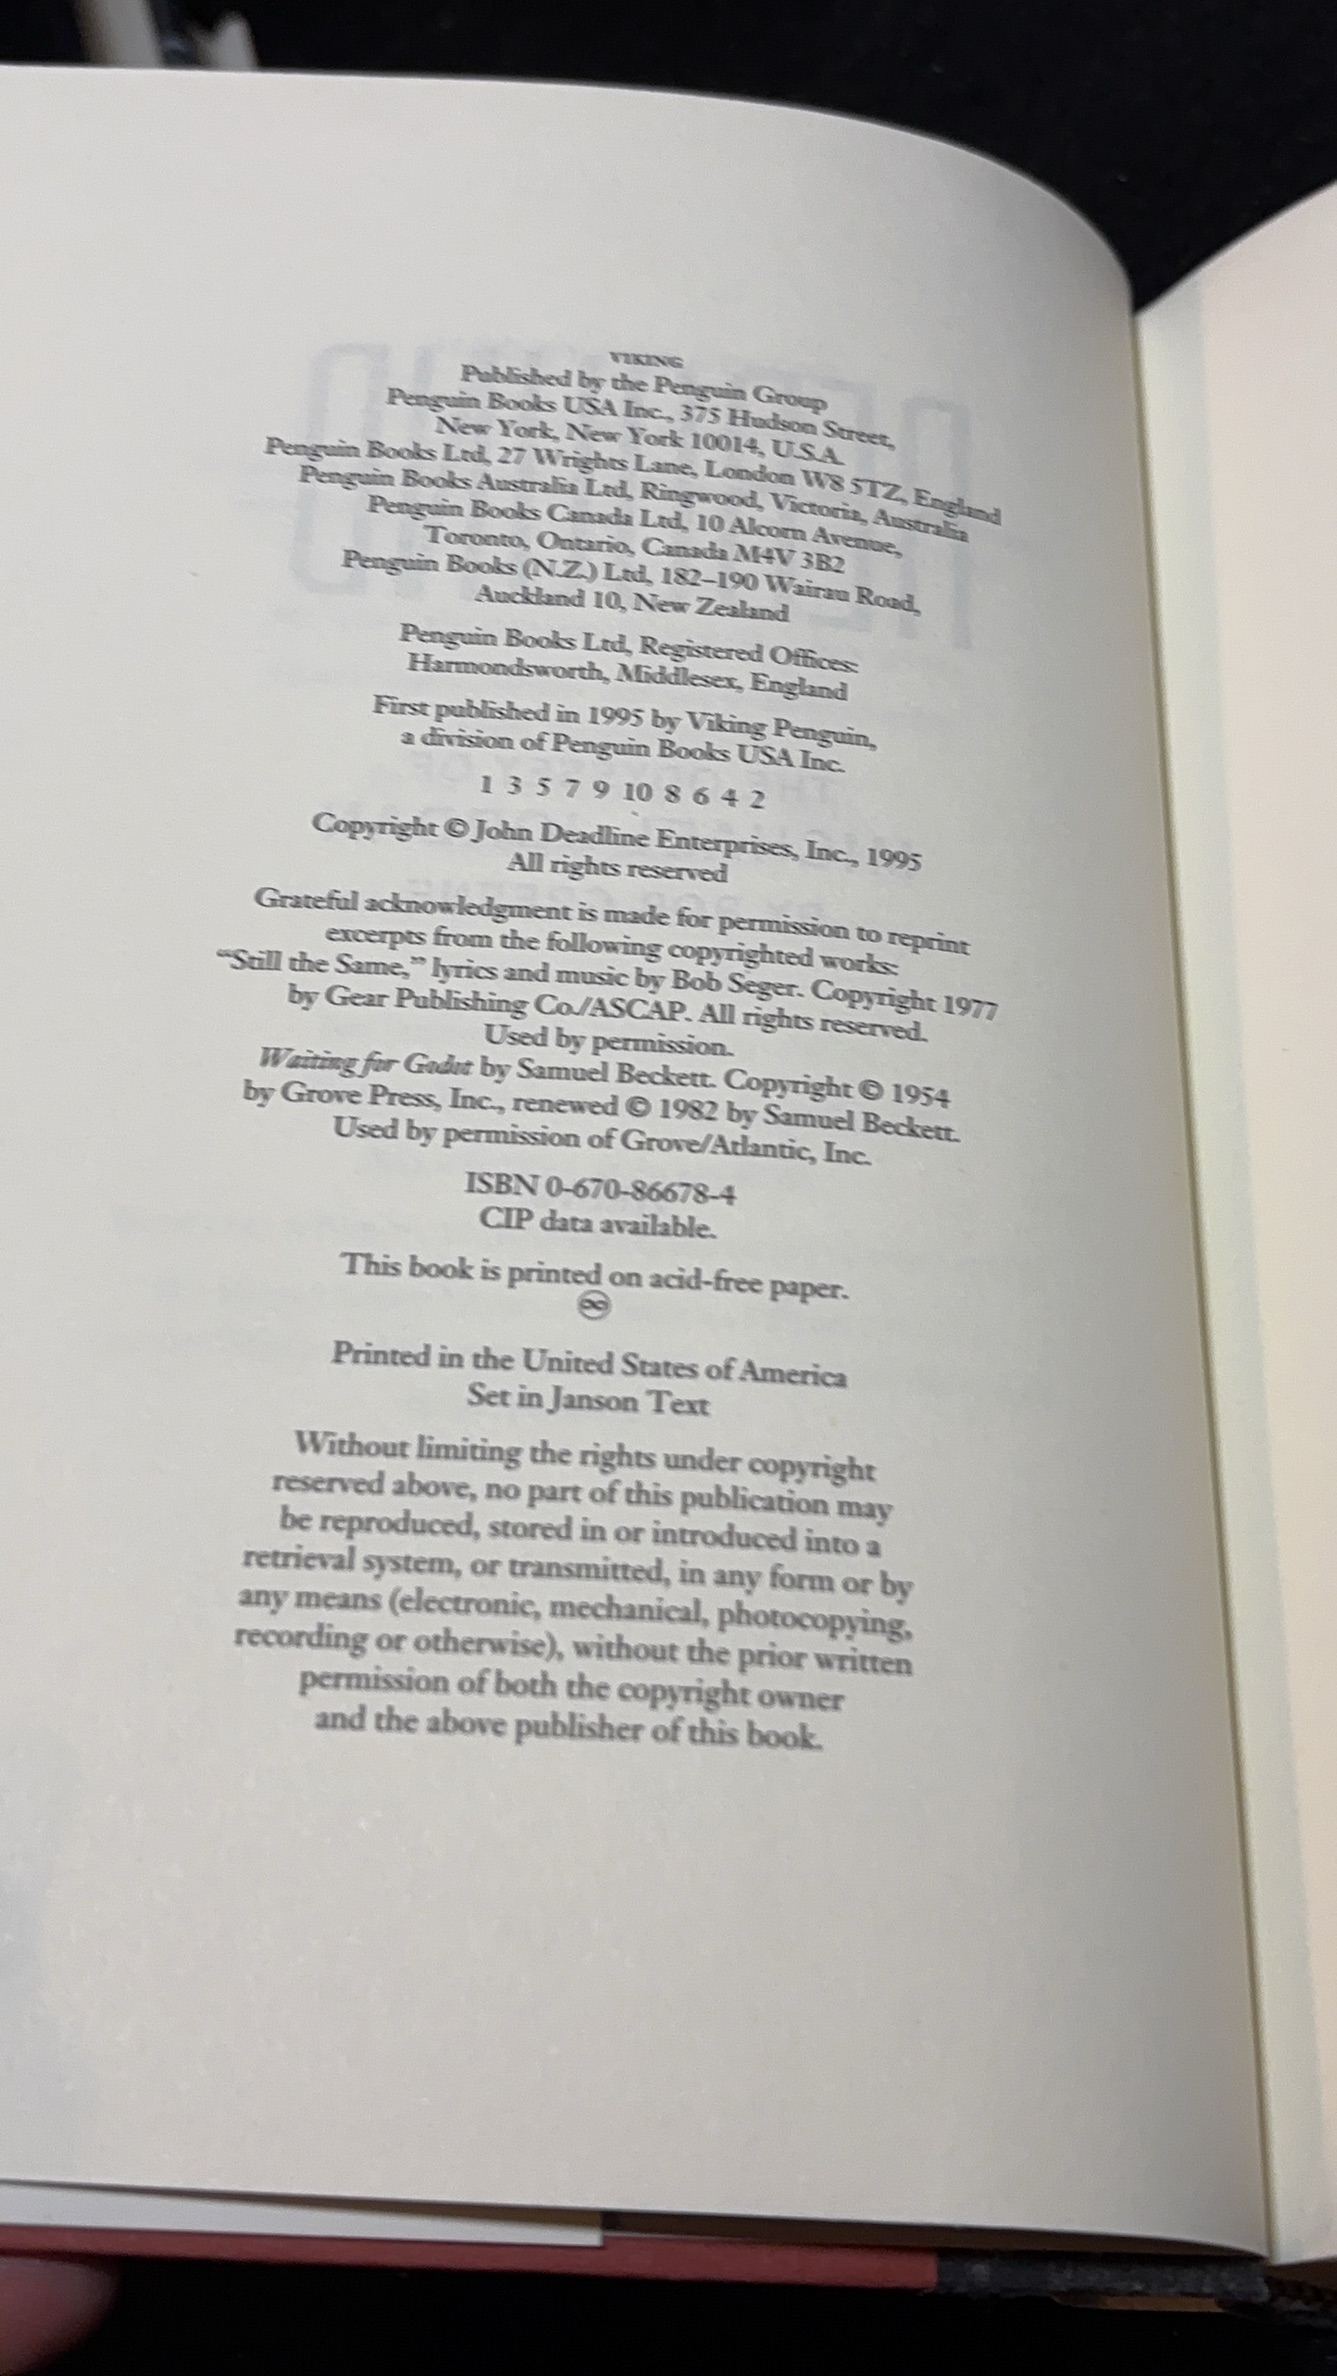 VIKING
Published by the Penguin Group
Penguin Books USA Inc., 375 Hudson Street,
New York, New York 10014, U.S.A.
Penguin Books Ltd, 27 Wrights Lane, London W8 5TZ, England
Penguin Books Australia Ltd, Ringwood, Victoria, Australia
Penguin Books Canada Ltd, 10 Alcorn Avenue,
Toronto, Ontario, Canada M4V 3B2
Penguin Books (N.Z.) Ltd, 182–190 Wairau Road,
Auckland 10, New Zealand
Penguin Books Ltd, Registered Offices:
Harmondsworth, Middlesex, England
First published in 1995 by Viking Penguin,
a division of Penguin Books USA Inc.
1 3 5 7 9 10 8 6 4 2
Copyright © John Deadline Enterprises, Inc., 1995
All rights reserved
Grateful acknowledgment is made for permission to reprint
excerpts from the following copyrighted works:
“Still the Same,” lyrics and music by Bob Seger. Copyright 1977
by Gear Publishing Co./ASCAP. All rights reserved.
Used by permission.
Waiting for Godot by Samuel Beckett. Copyright © 1954
by Grove Press, Inc., renewed © 1982 by Samuel Beckett.
Used by permission of Grove/Atlantic, Inc.
ISBN 0-670-86678-4
CIP data available.
This book is printed on acid-free paper.
Printed in the United States of America
Set in Janson Text
Without limiting the rights under copyright
reserved above, no part of this publication may
be reproduced, stored in or introduced into a
retrieval system, or transmitted, in any form or by
any means (electronic, mechanical, photocopying,
recording or otherwise), without the prior written
permission of both the copyright owner
and the above publisher of this book.